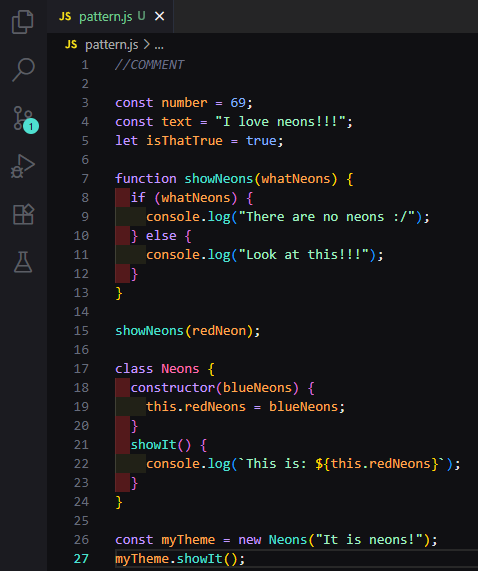 JS pattern.js U ×
JS pattern.js > ...
1 //COMMENT
2
3 const number = 69;
4 const text = "I love neons!!!";
5 let isThatTrue = true;
6
7 function showNeons(whatNeons) {
8   if (whatNeons) {
9     console.log("There are no neons :/");
10   } else {
11     console.log("Look at this!!!");
12   }
13 }
14
15 showNeons(redNeon);
16
17 class Neons {
18   constructor(blueNeons) {
19     this.redNeons = blueNeons;
20   }
21   showIt() {
22     console.log(`This is: ${this.redNeons}`);
23   }
24 }
25
26 const myTheme = new Neons("It is neons!");
27 myTheme.showIt();
1